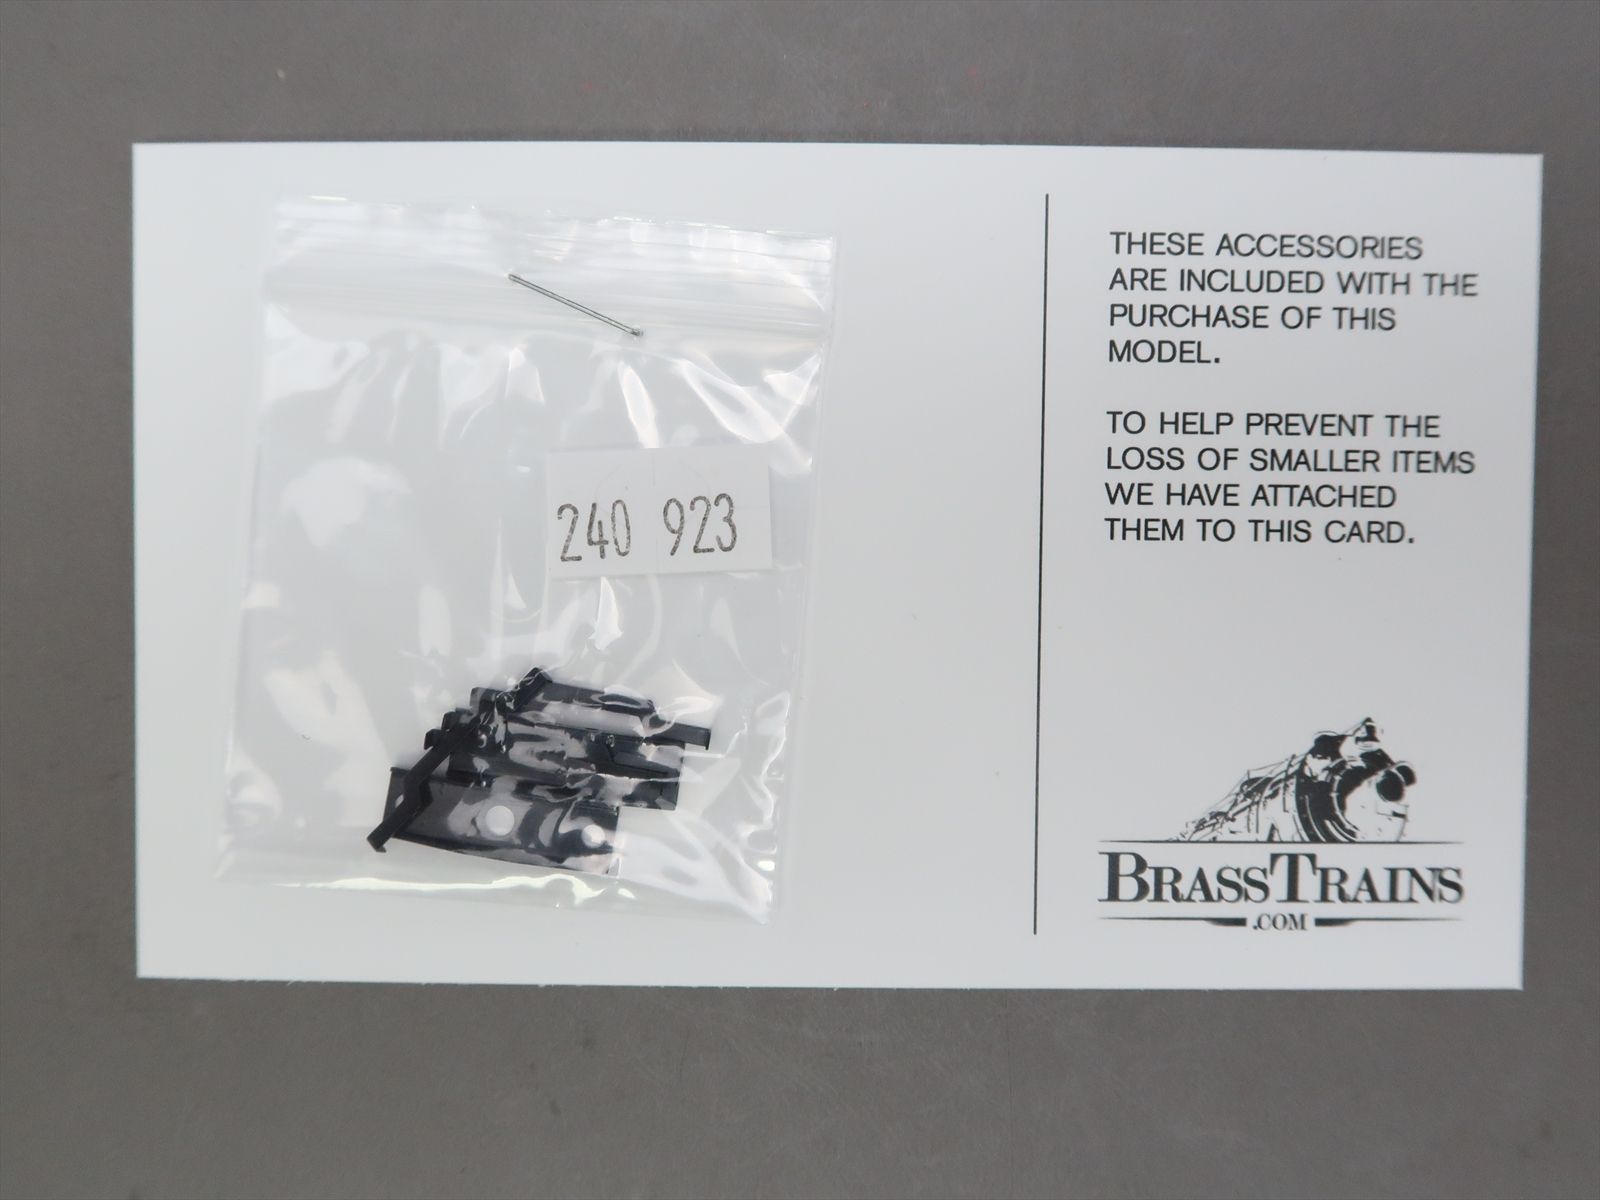 240 923
THESE ACCESSORIES
ARE INCLUDED WITH THE
PURCHASE OF THIS
MODEL.
TO HELP PREVENT THE
LOSS OF SMALLER ITEMS
WE HAVE ATTACHED
THEM TO THIS CARD.
BRASSTRAINS
.COM